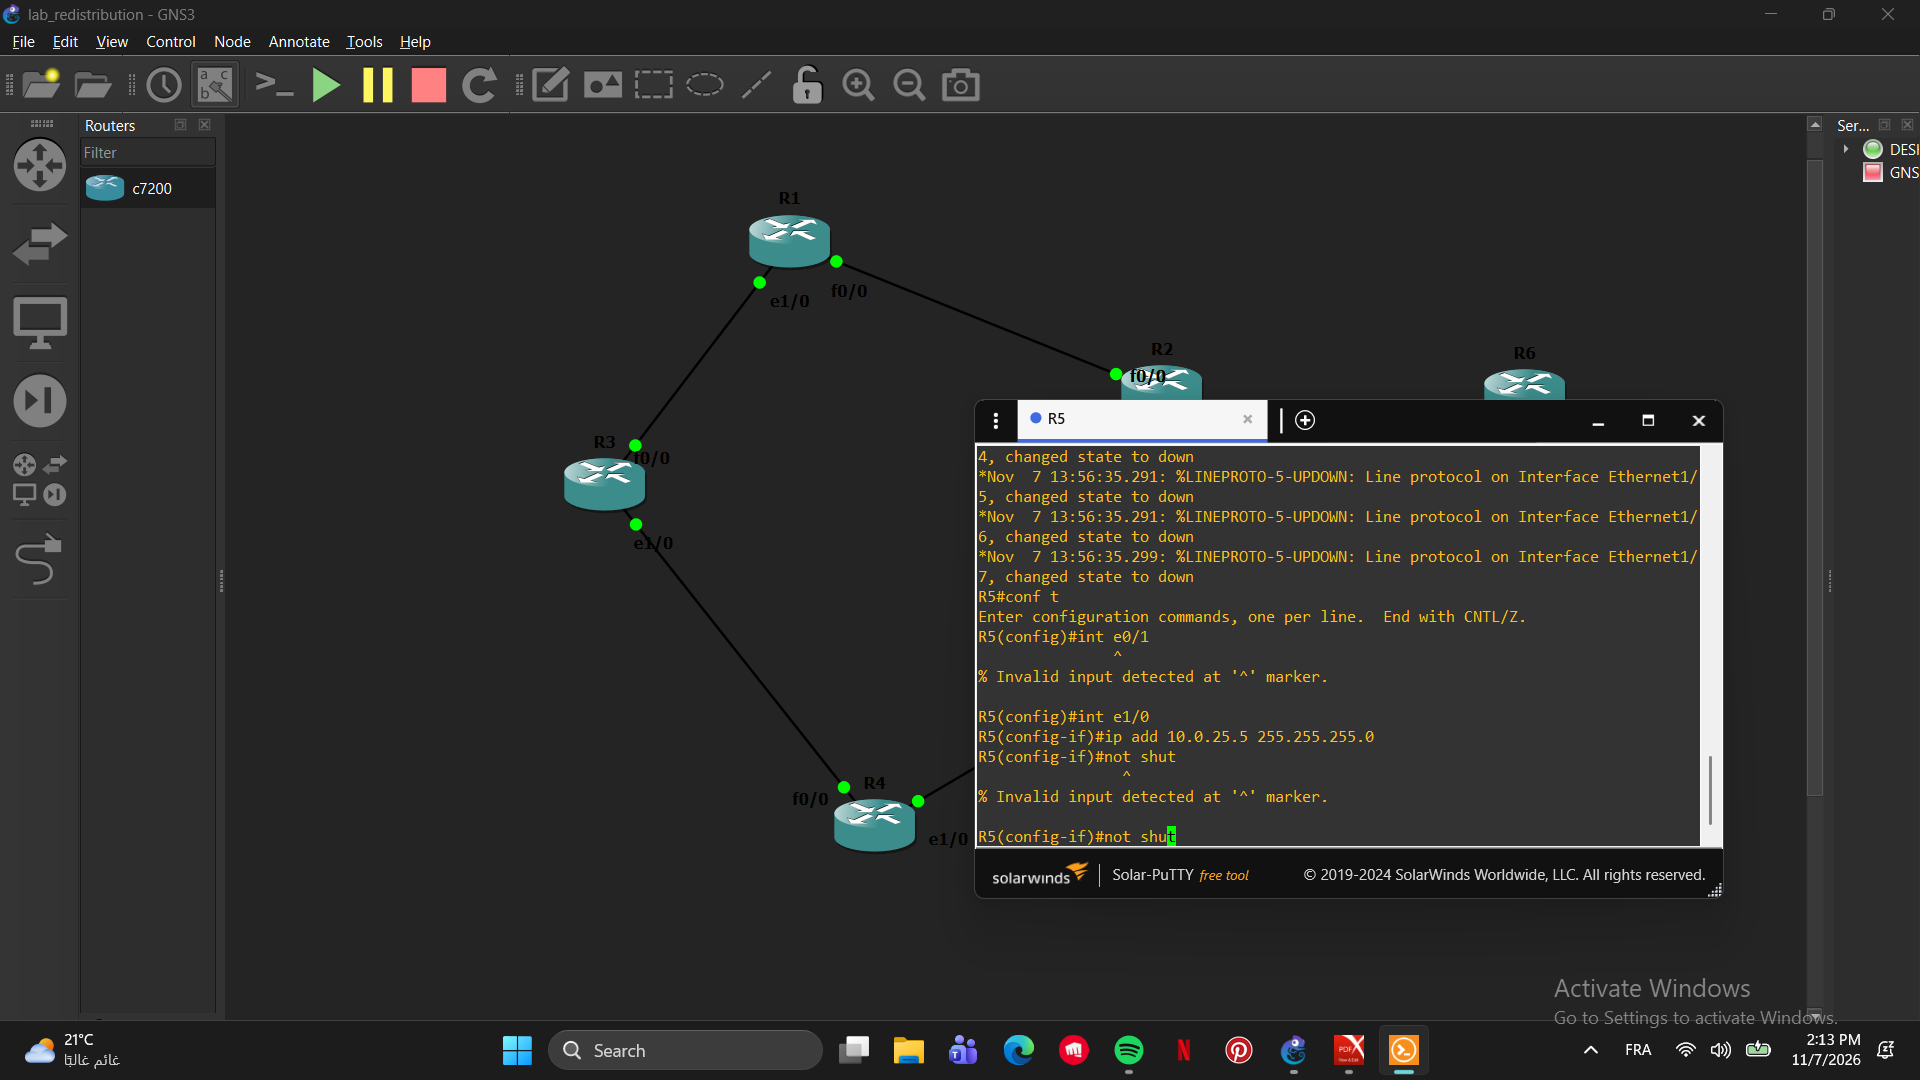 lab_redistribution - GNS3
File Edit View Control Node Annotate Tools Help
Routers
Filter
c7200
Ser...
DESI
GNS
R1
e1/0
f0/0
R2
f0/0
R6
R3
f0/0
e1/0
R4
f0/0
e1/0
R5
4, changed state to down
*Nov  7 13:56:35.291: %LINEPROTO-5-UPDOWN: Line protocol on Interface Ethernet1/
5, changed state to down
*Nov  7 13:56:35.291: %LINEPROTO-5-UPDOWN: Line protocol on Interface Ethernet1/
6, changed state to down
*Nov  7 13:56:35.299: %LINEPROTO-5-UPDOWN: Line protocol on Interface Ethernet1/
7, changed state to down
R5#conf t
Enter configuration commands, one per line.  End with CNTL/Z.
R5(config)#int e0/1
^
% Invalid input detected at '^' marker.
R5(config)#int e1/0
R5(config-if)#ip add 10.0.25.5 255.255.255.0
R5(config-if)#not shut
^
% Invalid input detected at '^' marker.
R5(config-if)#not shut
solarwinds
Solar-PuTTY free tool
© 2019-2024 SolarWinds Worldwide, LLC. All rights reserved.
Activate Windows
Go to Settings to activate Windows.
21°C
غائم غالبًا
Search
FRA
2:13 PM
11/7/2026